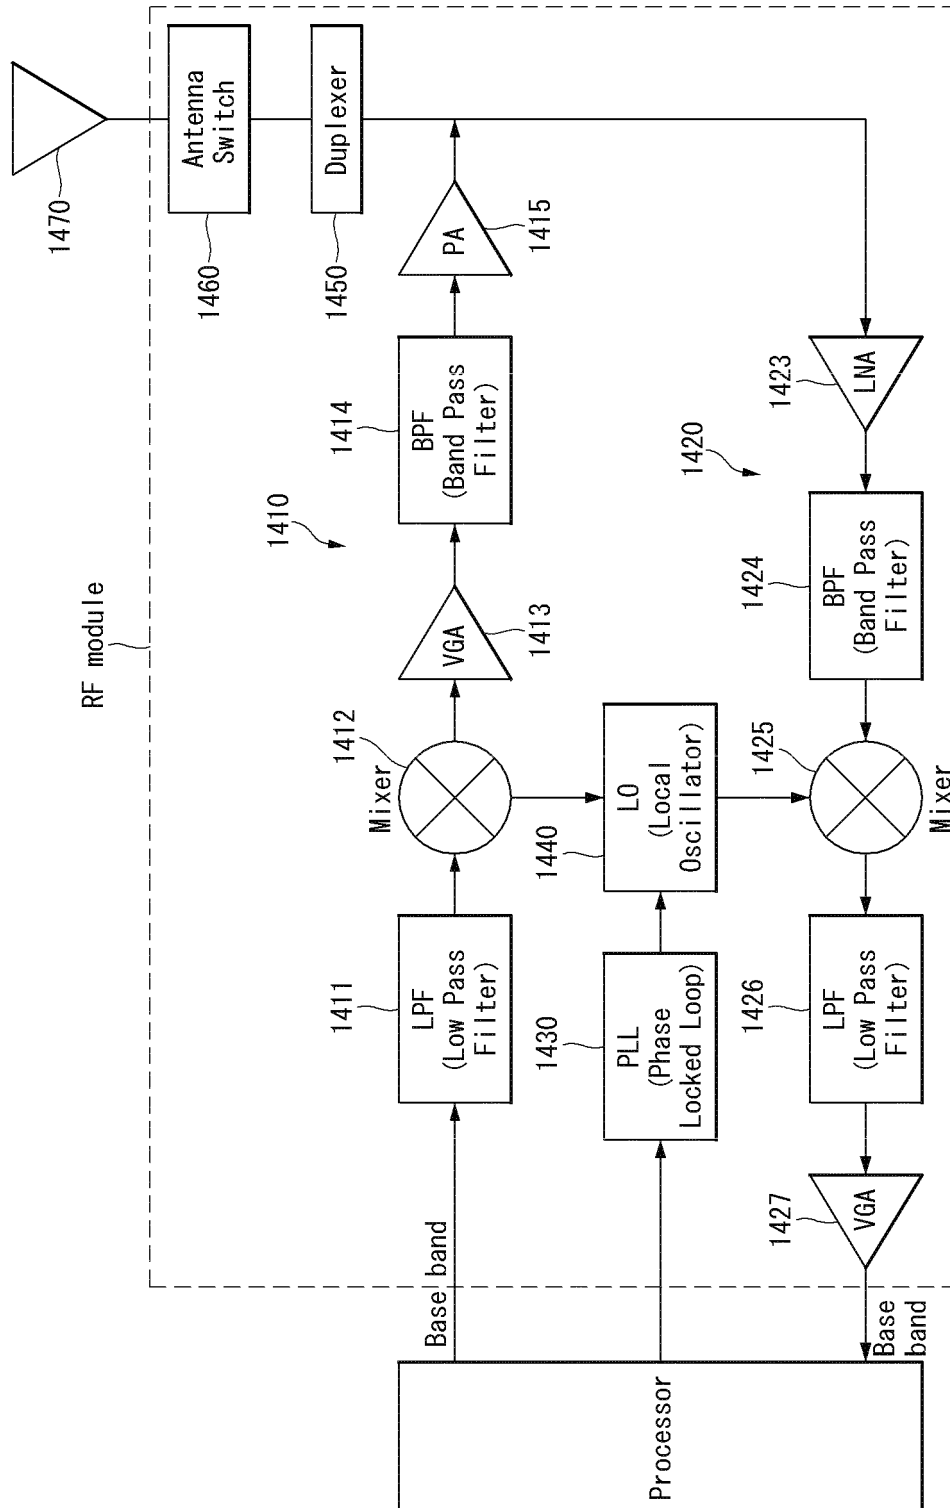 RF module
1470
Antenna
Switch
1460
Duplexer
1450
1410
Base band
LPF
(Low Pass
Filter)
1411
Mixer
1412
VGA
1413
BPF
(Band Pass
Filter)
1414
PA
1415
Processor
PLL
(Phase
Locked Loop)
1430
LO
(Local
Oscillator)
1440
1420
LNA
1423
BPF
(Band Pass
Filter)
1424
Mixer
1425
LPF
(Low Pass
Filter)
1426
VGA
1427
Base
band